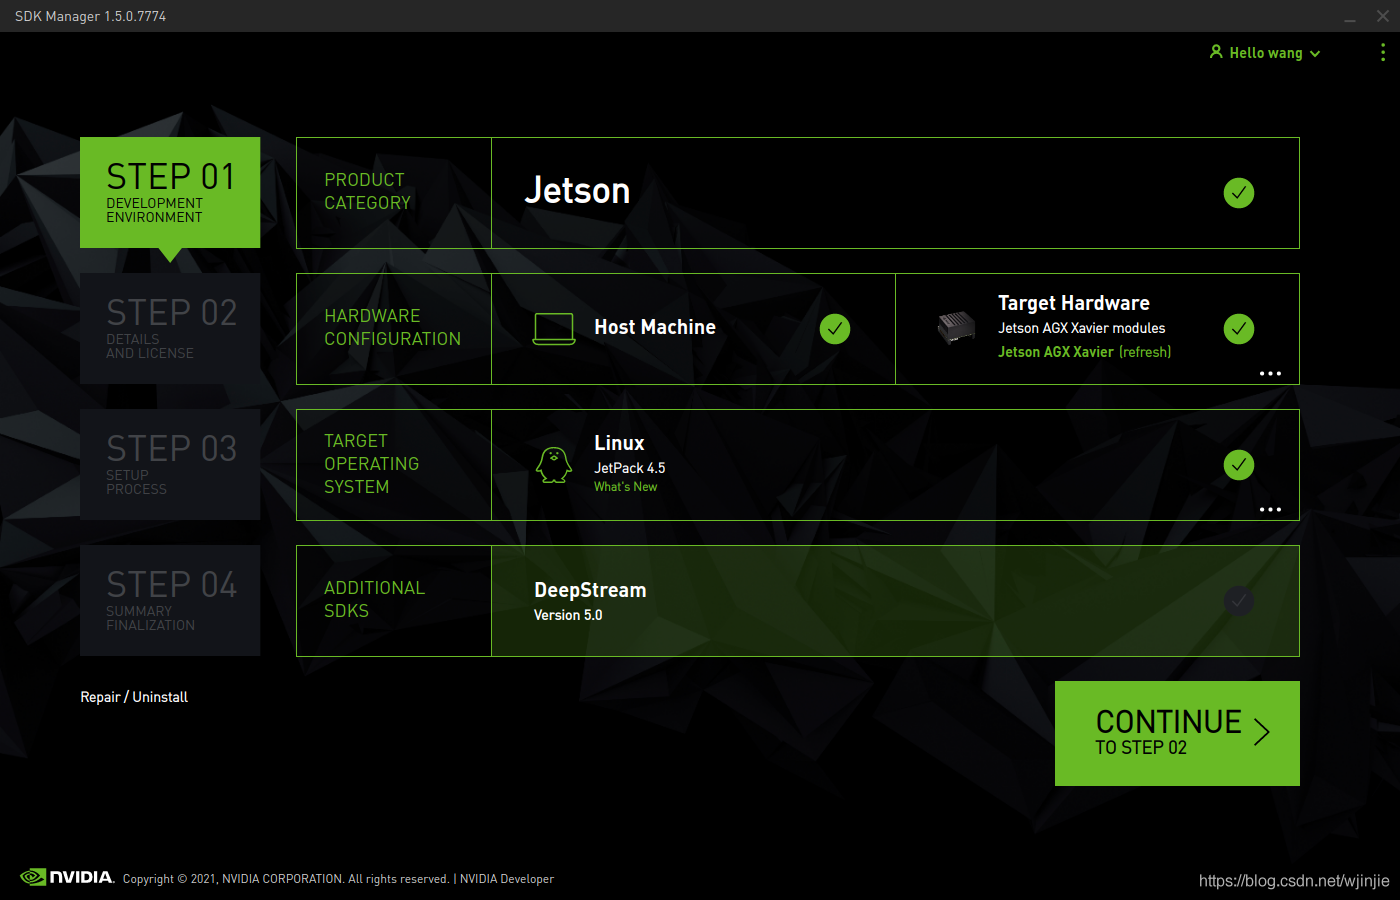 SDK Manager 1.5.0.7774
Hello wang
STEP 01
DEVELOPMENT
ENVIRONMENT
PRODUCT
CATEGORY
Jetson
STEP 02
DETAILS
AND LICENSE
HARDWARE
CONFIGURATION
Host Machine
Target Hardware
Jetson AGX Xavier modules
Jetson AGX Xavier (refresh)
STEP 03
SETUP
PROCESS
TARGET
OPERATING
SYSTEM
Linux
JetPack 4.5
What's New
STEP 04
SUMMARY
FINALIZATION
ADDITIONAL
SDKS
DeepStream
Version 5.0
Repair / Uninstall
CONTINUE
TO STEP 02
NVIDIA. Copyright © 2021, NVIDIA CORPORATION. All rights reserved. | NVIDIA Developer
https://blog.csdn.net/wjinjie